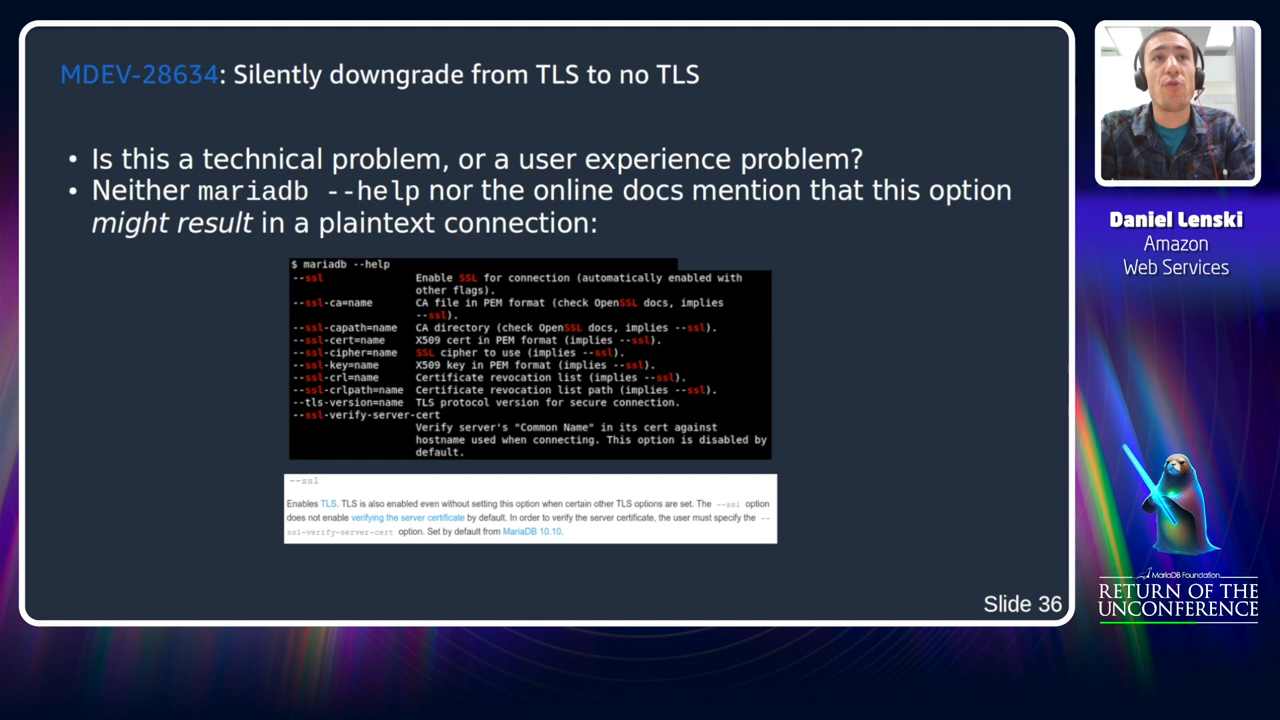 MDEV-28634: Silently downgrade from TLS to no TLS
• Is this a technical problem, or a user experience problem?
• Neither mariadb --help nor the online docs mention that this option
might result in a plaintext connection:
$ mariadb --help
--ssl Enable SSL for connection (automatically enabled with
other flags).
--ssl-ca=name CA file in PEM format (check OpenSSL docs, implies
--ssl).
--ssl-capath=name CA directory (check OpenSSL docs, implies --ssl).
--ssl-cert=name X509 cert in PEM format (implies --ssl).
--ssl-cipher=name SSL cipher to use (implies --ssl).
--ssl-key=name X509 key in PEM format (implies --ssl).
--ssl-crl=name Certificate revocation list (implies --ssl).
--ssl-crlpath=name Certificate revocation list path (implies --ssl).
--tls-version=name TLS protocol version for secure connection.
--ssl-verify-server-cert
Verify server's "Common Name" in its cert against
hostname used when connecting. This option is disabled by
default.
--ssl
Enables TLS. TLS is also enabled even without setting this option when certain other TLS options are set. The --ssl option
does not enable verifying the server certificate by default. In order to verify the server certificate, the user must specify the --
ssl-verify-server-cert option. Set by default from MariaDB 10.10.
Slide 36
Daniel Lenski
Amazon
Web Services
MariaDB Foundation
RETURN OF THE
UNCONFERENCE